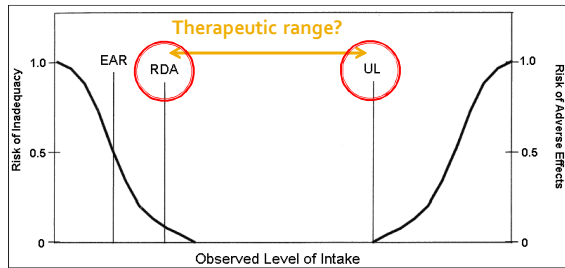 Therapeutic range?
EAR
RDA
UL
1.0
0.5
0
Risk of Inadequacy
1.0
0.5
0
Risk of Adverse Effects
Observed Level of Intake